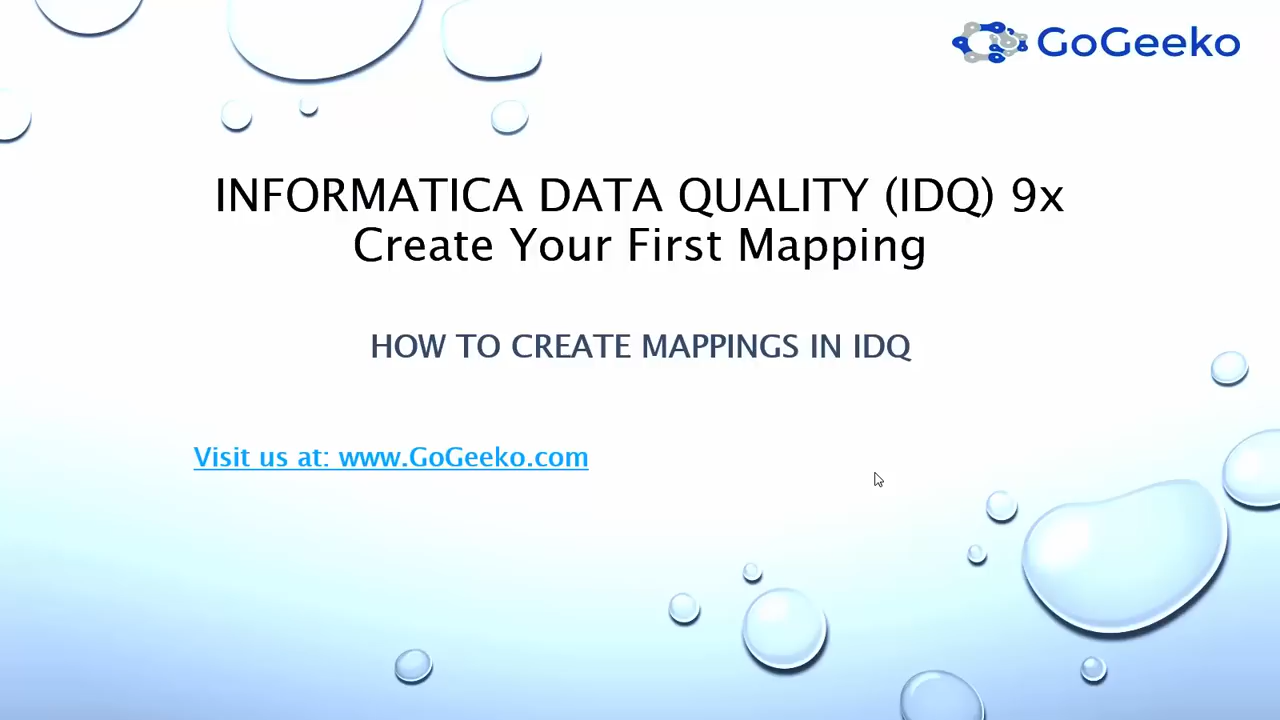 GoGeeko
INFORMATICA DATA QUALITY (IDQ) 9x
Create Your First Mapping
HOW TO CREATE MAPPINGS IN IDQ
Visit us at: www.GoGeeko.com